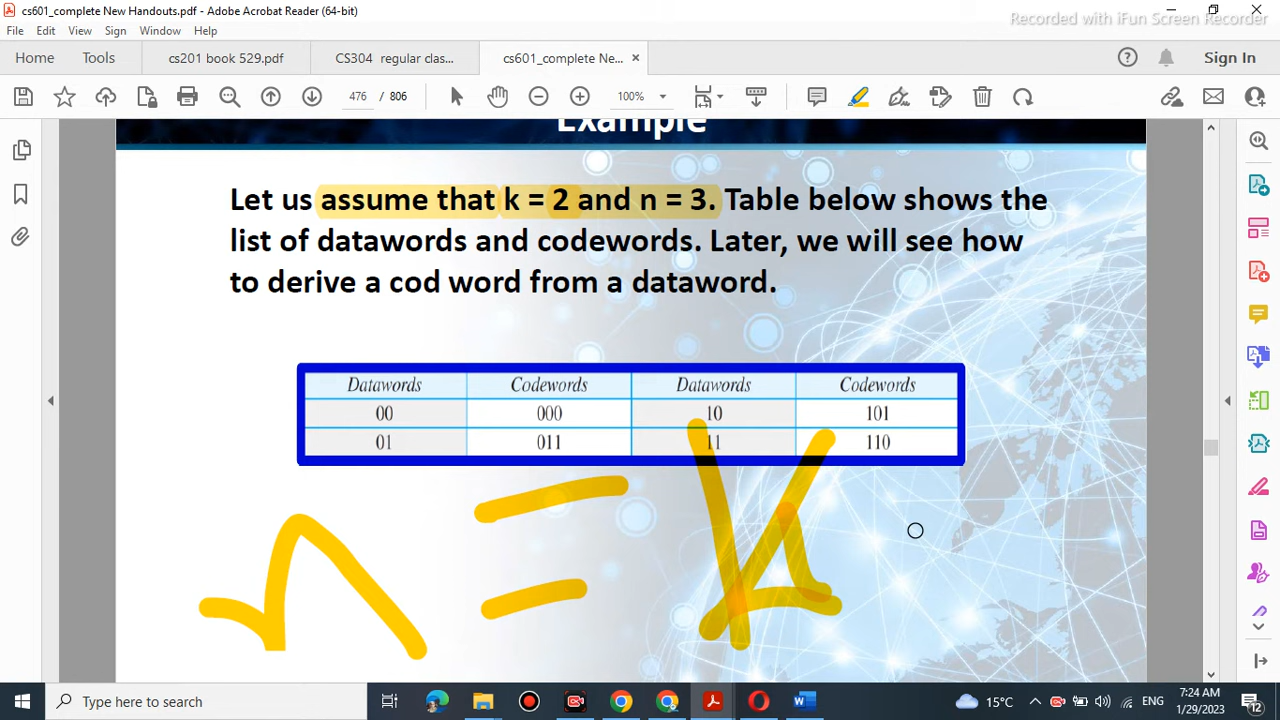 cs601_complete New Handouts.pdf - Adobe Acrobat Reader (64-bit)
Recorded with iFun Screen Recorder
File Edit View Sign Window Help
Home Tools cs201 book 529.pdf CS304 regular clas... cs601_complete Ne... × Sign In
476 / 806 100%
Example
Let us assume that k = 2 and n = 3. Table below shows the
list of datawords and codewords. Later, we will see how
to derive a cod word from a dataword.
Datawords Codewords Datawords Codewords
00 000 10 101
01 011 11 110
n = k
Type here to search 15°C ENG 7:24 AM
1/29/2023 12